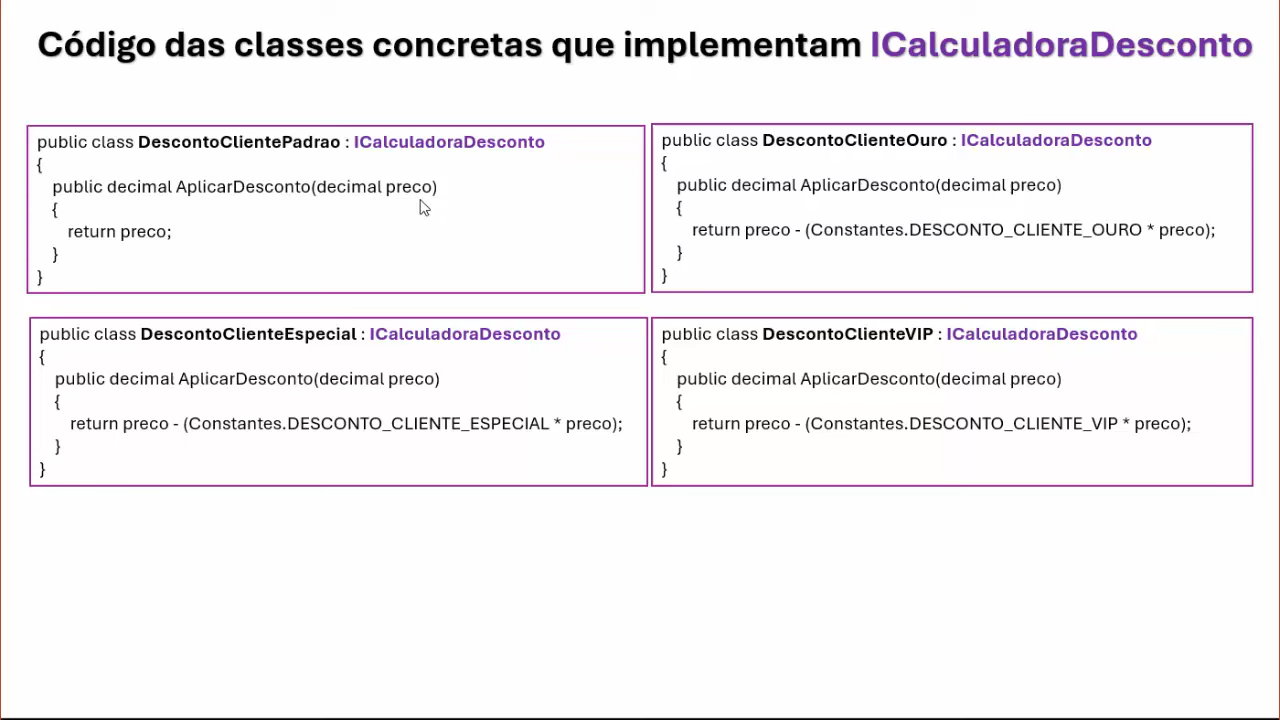 Código das classes concretas que implementam ICalculadoraDesconto
public class DescontoClientePadrao : ICalculadoraDesconto
{
public decimal AplicarDesconto(decimal preco)
{
return preco;
}
}
public class DescontoClienteOuro : ICalculadoraDesconto
{
public decimal AplicarDesconto(decimal preco)
{
return preco - (Constantes.DESCONTO_CLIENTE_OURO * preco);
}
}
public class DescontoClienteEspecial : ICalculadoraDesconto
{
public decimal AplicarDesconto(decimal preco)
{
return preco - (Constantes.DESCONTO_CLIENTE_ESPECIAL * preco);
}
}
public class DescontoClienteVIP : ICalculadoraDesconto
{
public decimal AplicarDesconto(decimal preco)
{
return preco - (Constantes.DESCONTO_CLIENTE_VIP * preco);
}
}